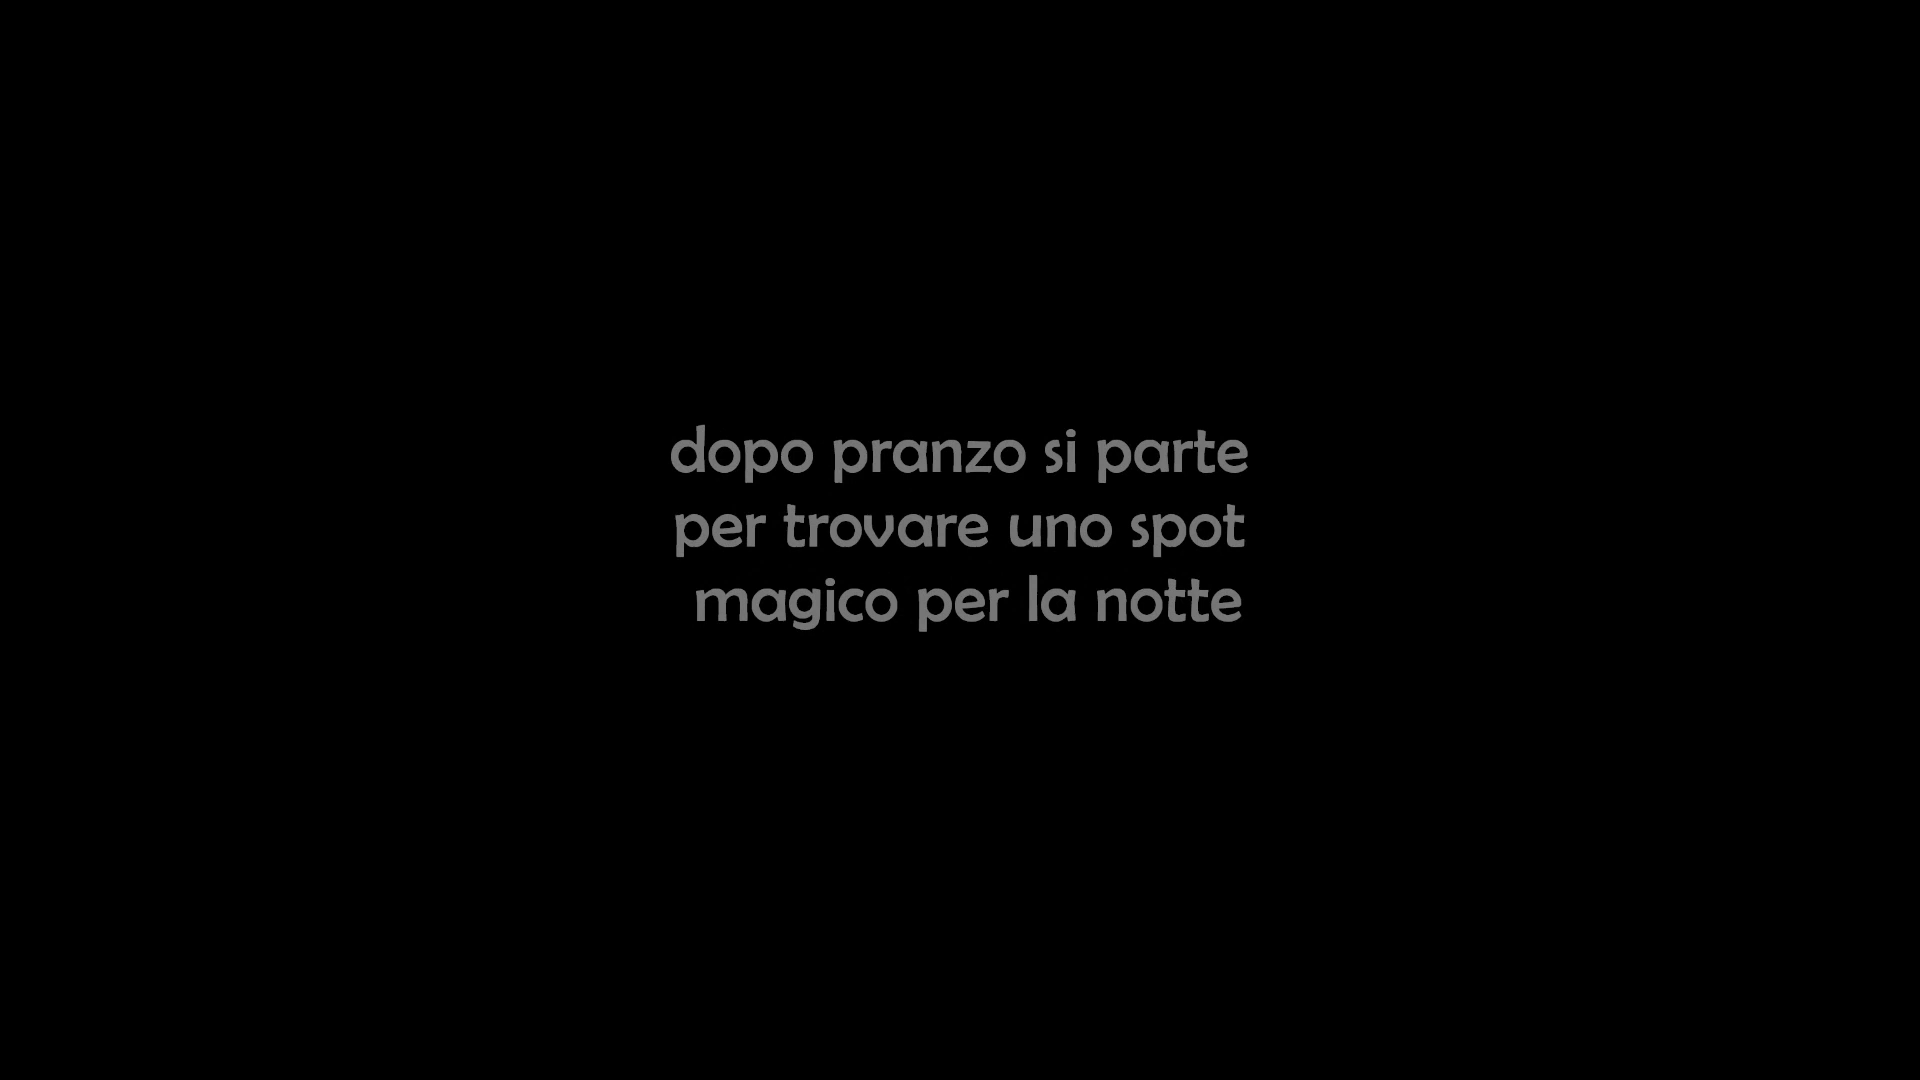 dopo pranzo si parte
per trovare uno spot
magico per la notte